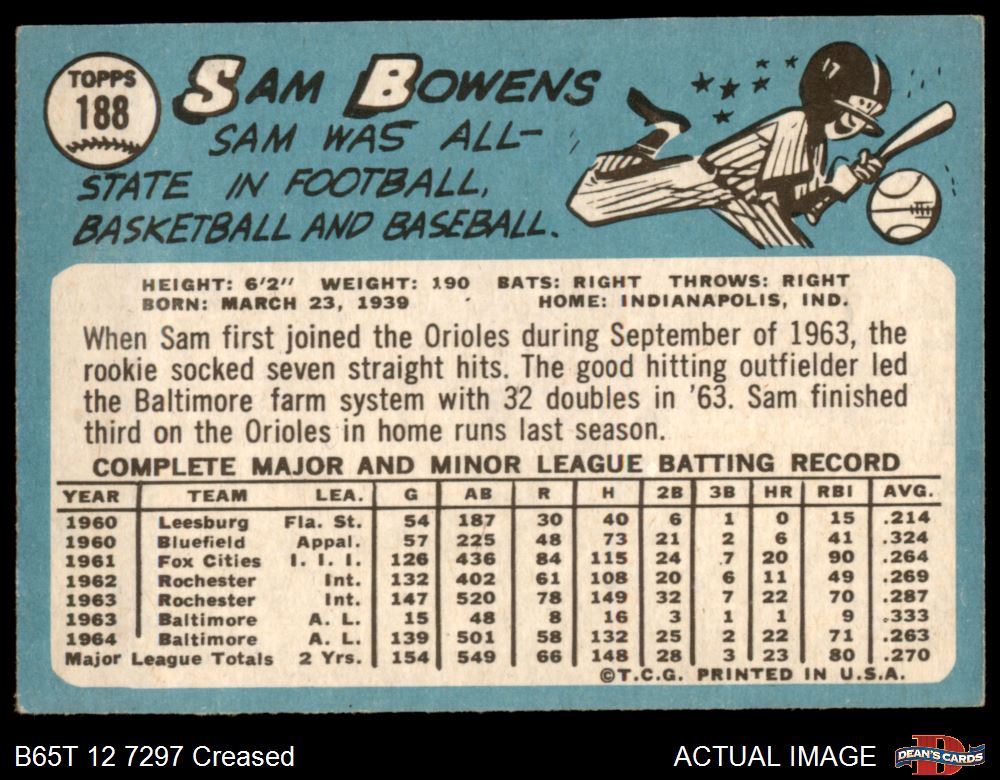 TOPPS
188
SAM BOWENS
SAM WAS ALL-
STATE IN FOOTBALL,
BASKETBALL AND BASEBALL.
17
HEIGHT: 6'2" WEIGHT: 190 BATS: RIGHT THROWS: RIGHT
BORN: MARCH 23, 1939 HOME: INDIANAPOLIS, IND.
When Sam first joined the Orioles during September of 1963, the
rookie socked seven straight hits. The good hitting outfielder led
the Baltimore farm system with 32 doubles in '63. Sam finished
third on the Orioles in home runs last season.
COMPLETE MAJOR AND MINOR LEAGUE BATTING RECORD
YEAR TEAM LEA. G AB R H 2B 3B HR RBI AVG.
1960 Leesburg Fla. St. 54 187 30 40 6 1 0 15 .214
1960 Bluefield Appal. 57 225 48 73 21 2 6 41 .324
1961 Fox Cities I. I. I. 126 436 84 115 24 7 20 90 .264
1962 Rochester Int. 132 402 61 108 20 6 11 49 .269
1963 Rochester Int. 147 520 78 149 32 7 22 70 .287
1963 Baltimore A. L. 15 48 8 16 3 1 1 9 .333
1964 Baltimore A. L. 139 501 58 132 25 2 22 71 .263
Major League Totals 2 Yrs. 154 549 66 148 28 3 23 80 .270
©T.C.G. PRINTED IN U.S.A.
B65T 12 7297 Creased
ACTUAL IMAGE
DEAN'S CARDS